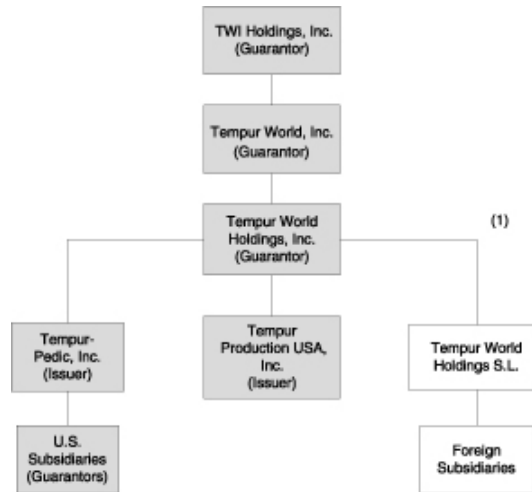 TWI Holdings, Inc.
(Guarantor)
Tempur World, Inc.
(Guarantor)
Tempur World
Holdings, Inc.
(Guarantor)
(1)
Tempur-
Pedic, Inc.
(Issuer)
Tempur
Production USA,
Inc.
(Issuer)
Tempur World
Holdings S.L.
U.S.
Subsidiaries
(Guarantors)
Foreign
Subsidiaries